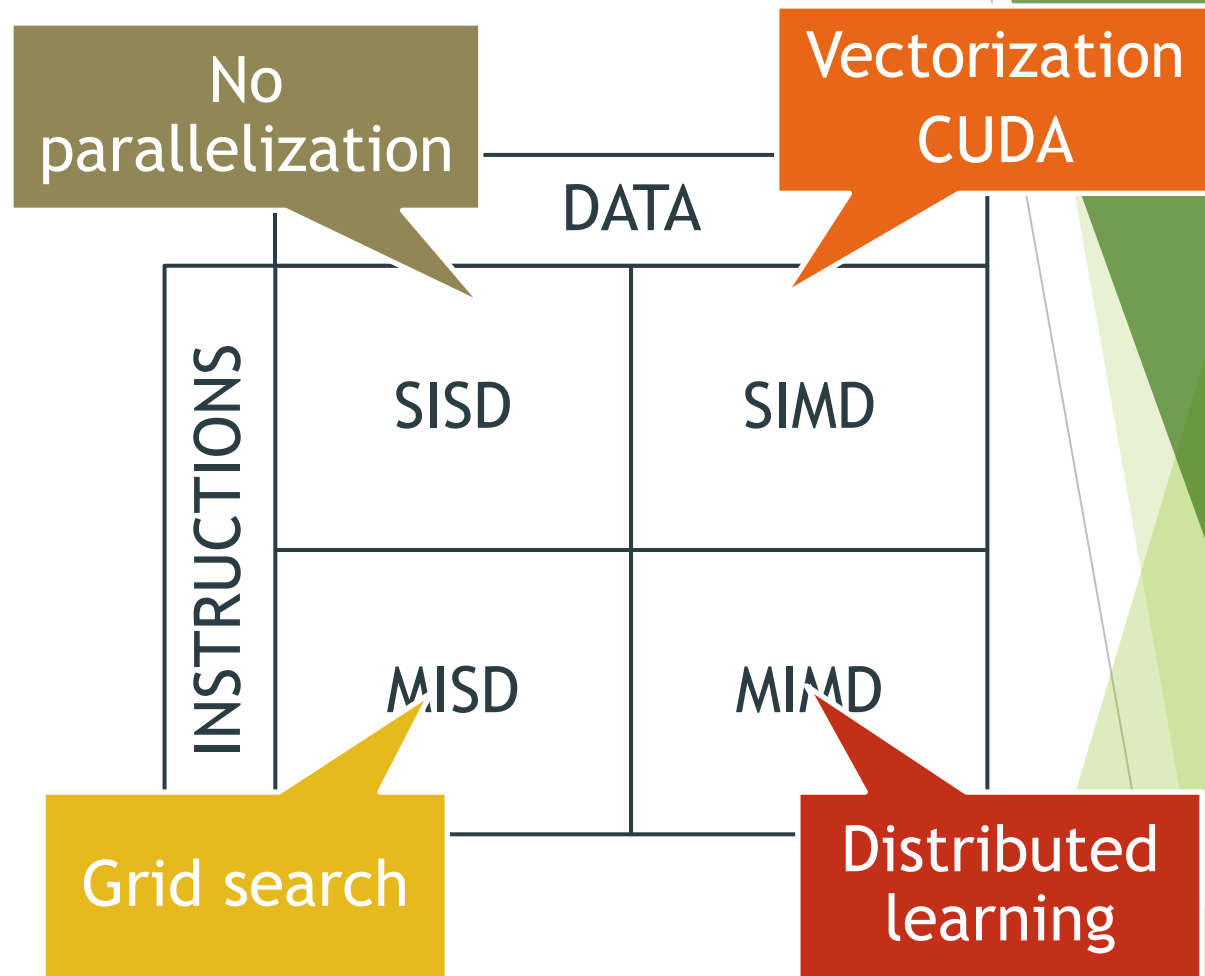 No
parallelization
Vectorization
CUDA
DATA
INSTRUCTIONS
SISD
SIMD
MISD
MIMD
Grid search
Distributed
learning